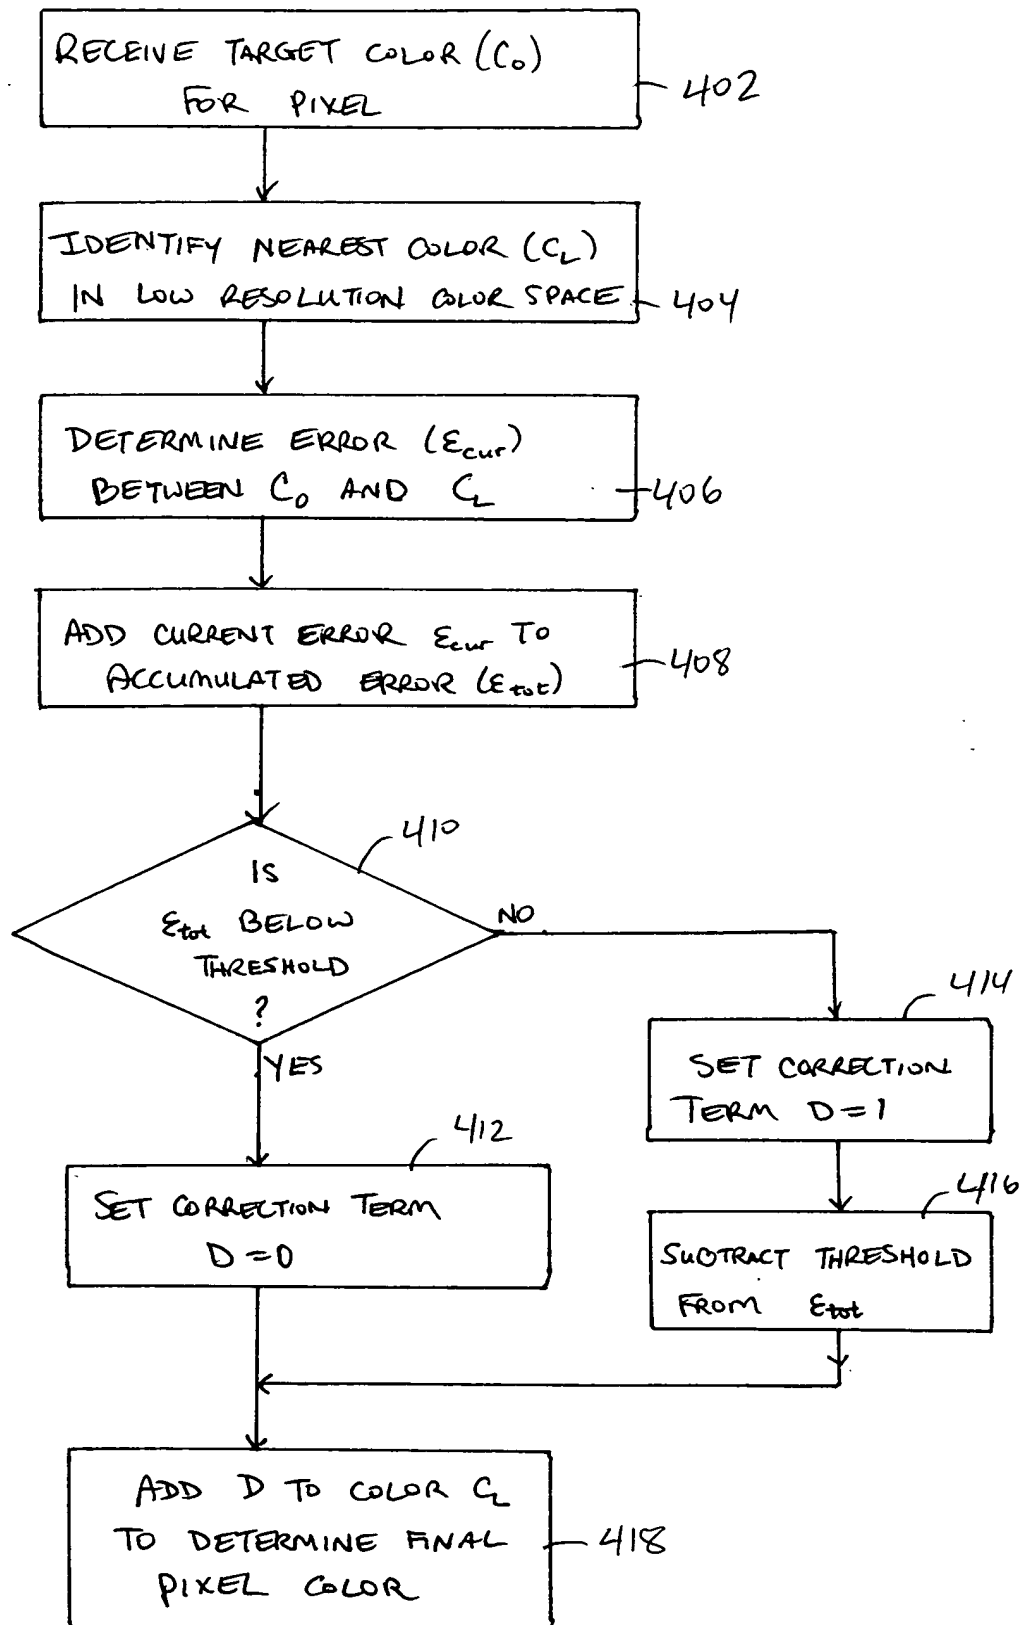 RECEIVE TARGET COLOR (C₀)
FOR PIXEL
402
IDENTIFY NEAREST COLOR (C_L)
IN LOW RESOLUTION COLOR SPACE
404
DETERMINE ERROR (ε_cur)
BETWEEN C₀ AND C_L
406
ADD CURRENT ERROR ε_cur TO
ACCUMULATED ERROR (ε_tot)
408
410
IS
ε_tot BELOW
THRESHOLD
?
NO
YES
414
SET CORRECTION
TERM D=1
412
SET CORRECTION TERM
D=0
416
SUBTRACT THRESHOLD
FROM ε_tot
ADD D TO COLOR C_L
TO DETERMINE FINAL
PIXEL COLOR
418